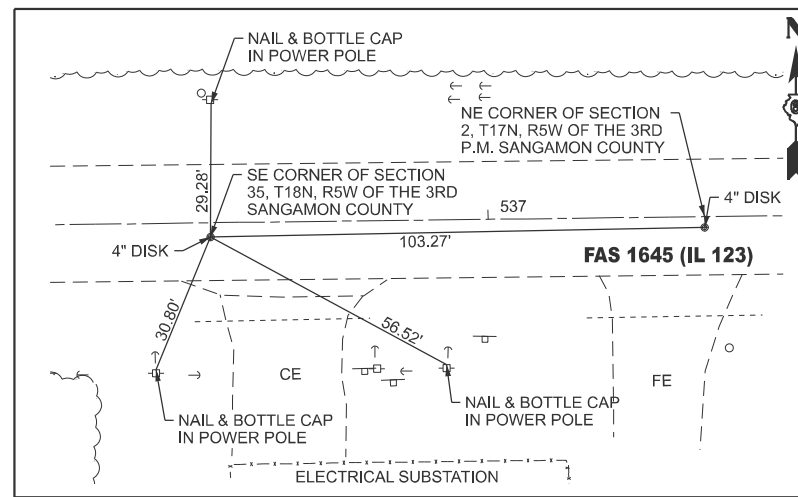 NAIL & BOTTLE CAP
IN POWER POLE
N
NE CORNER OF SECTION
2, T17N, R5W OF THE 3RD
P.M. SANGAMON COUNTY
SE CORNER OF SECTION
35, T18N, R5W OF THE 3RD
SANGAMON COUNTY
29.28'
537
4" DISK
4" DISK
103.27'
FAS 1645 (IL 123)
30.80'
56.52'
CE
FE
NAIL & BOTTLE CAP
IN POWER POLE
NAIL & BOTTLE CAP
IN POWER POLE
ELECTRICAL SUBSTATION